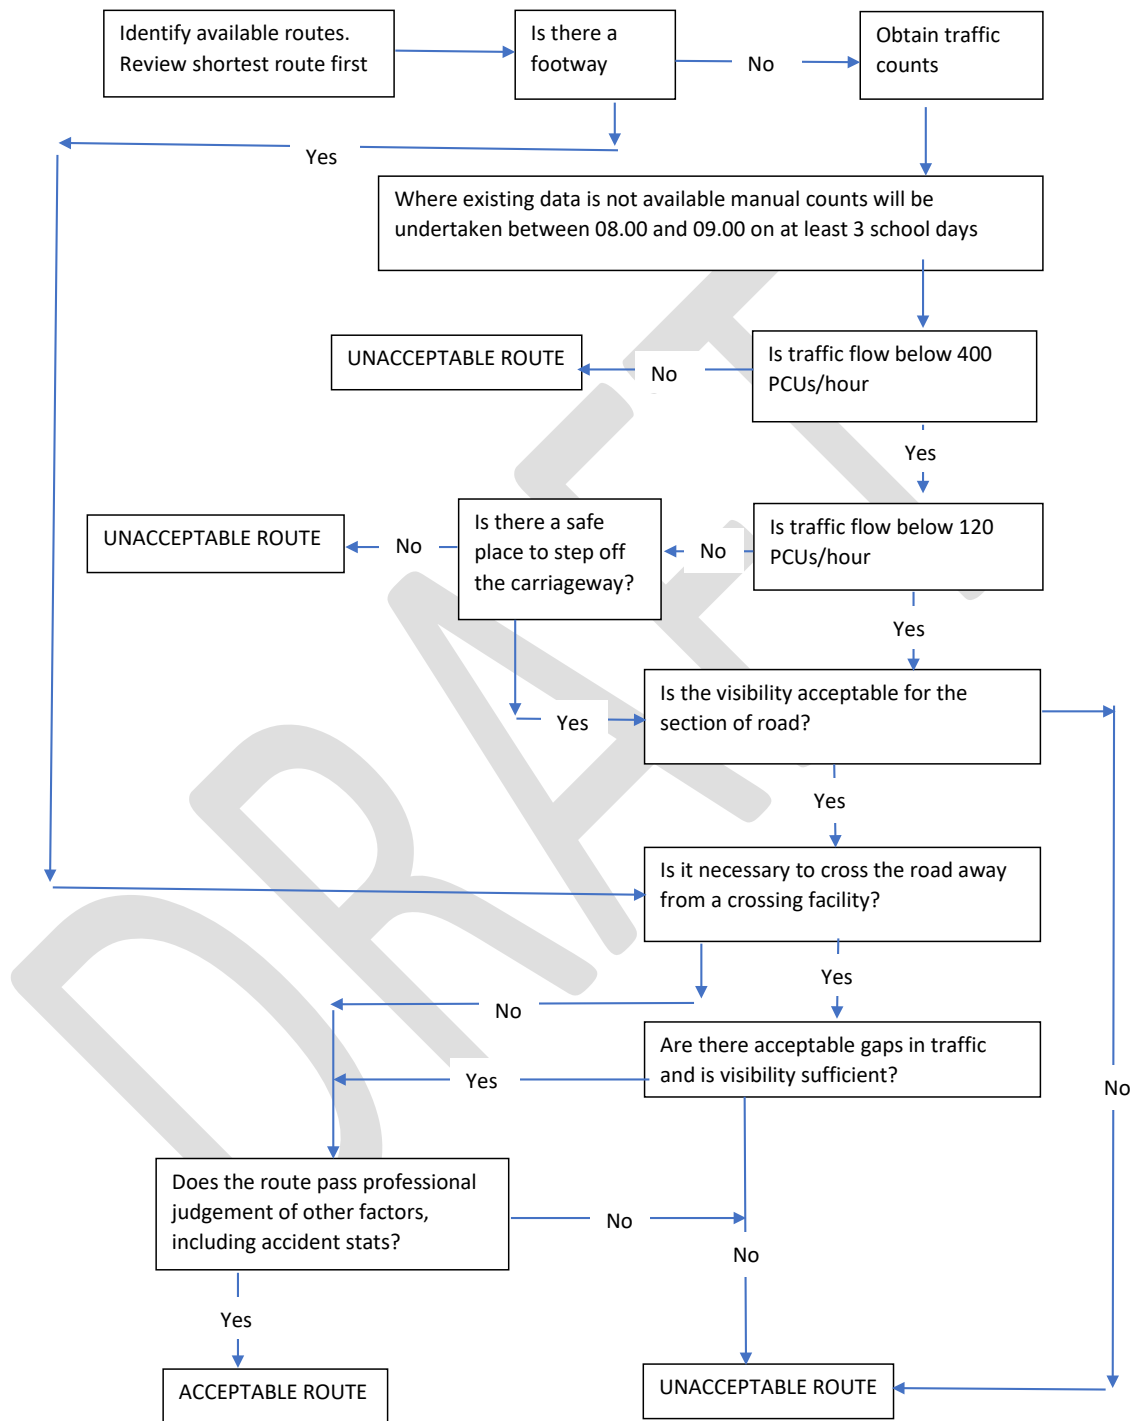 Identify available routes.
Review shortest route first
Is there a
footway
No
Obtain traffic
counts
Yes
Where existing data is not available manual counts will be
undertaken between 08.00 and 09.00 on at least 3 school days
UNACCEPTABLE ROUTE
No
Is traffic flow below 400
PCUs/hour
Yes
UNACCEPTABLE ROUTE
No
Is there a safe
place to step off
the carriageway?
No
Is traffic flow below 120
PCUs/hour
Yes
Yes
Is the visibility acceptable for the
section of road?
Yes
Is it necessary to cross the road away
from a crossing facility?
Yes
No
Are there acceptable gaps in traffic
and is visibility sufficient?
Yes
No
Does the route pass professional
judgement of other factors,
including accident stats?
No
No
Yes
ACCEPTABLE ROUTE
UNACCEPTABLE ROUTE
DRAFT